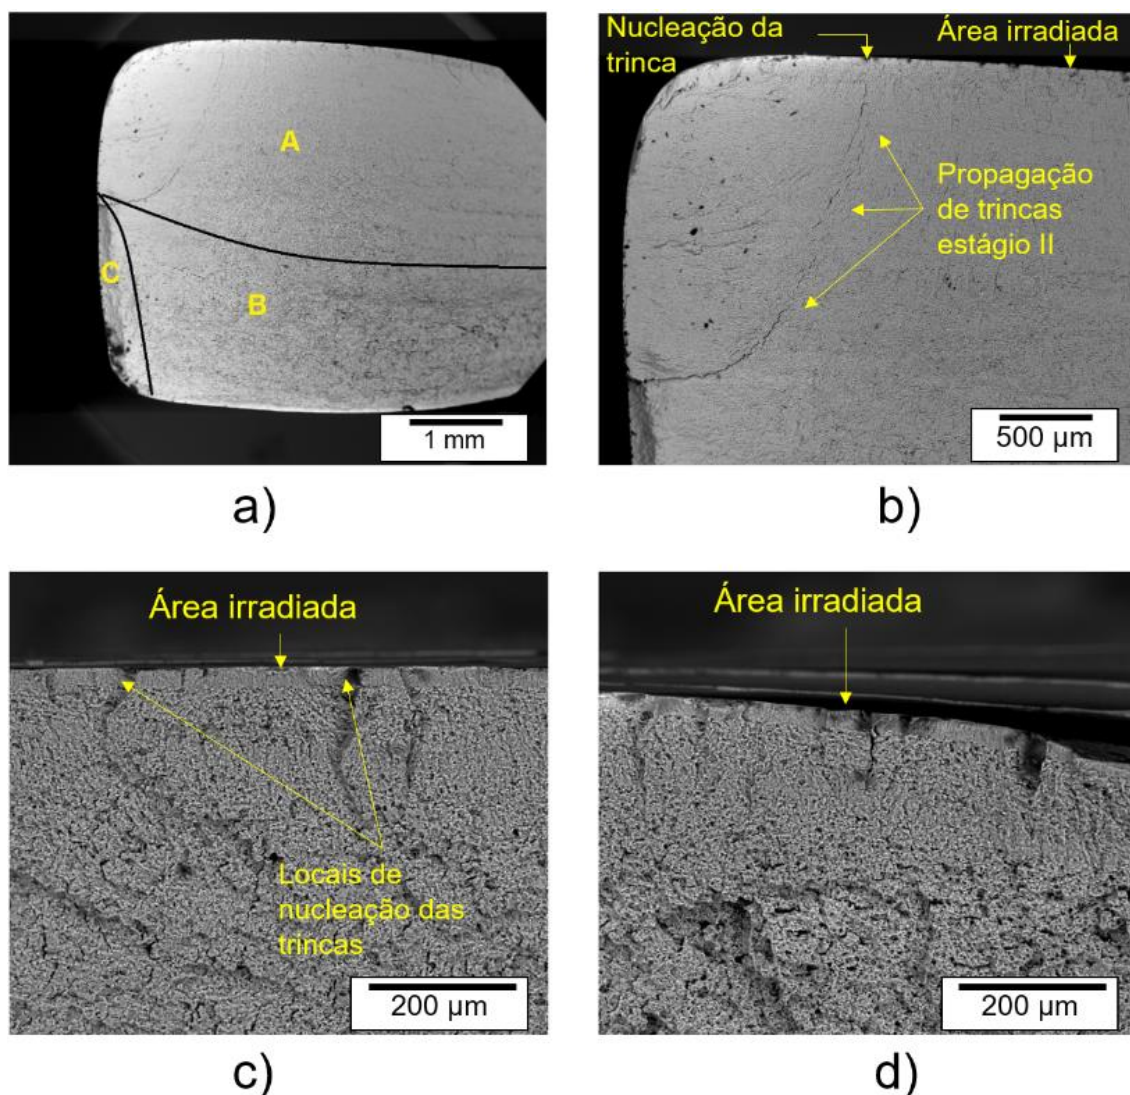 A
C
B
1 mm
a)
Nucleação da
trinca
Área irradiada
Propagação
de trincas
estágio II
500 µm
b)
Área irradiada
Locais de
nucleação das
trincas
200 µm
c)
Área irradiada
200 µm
d)